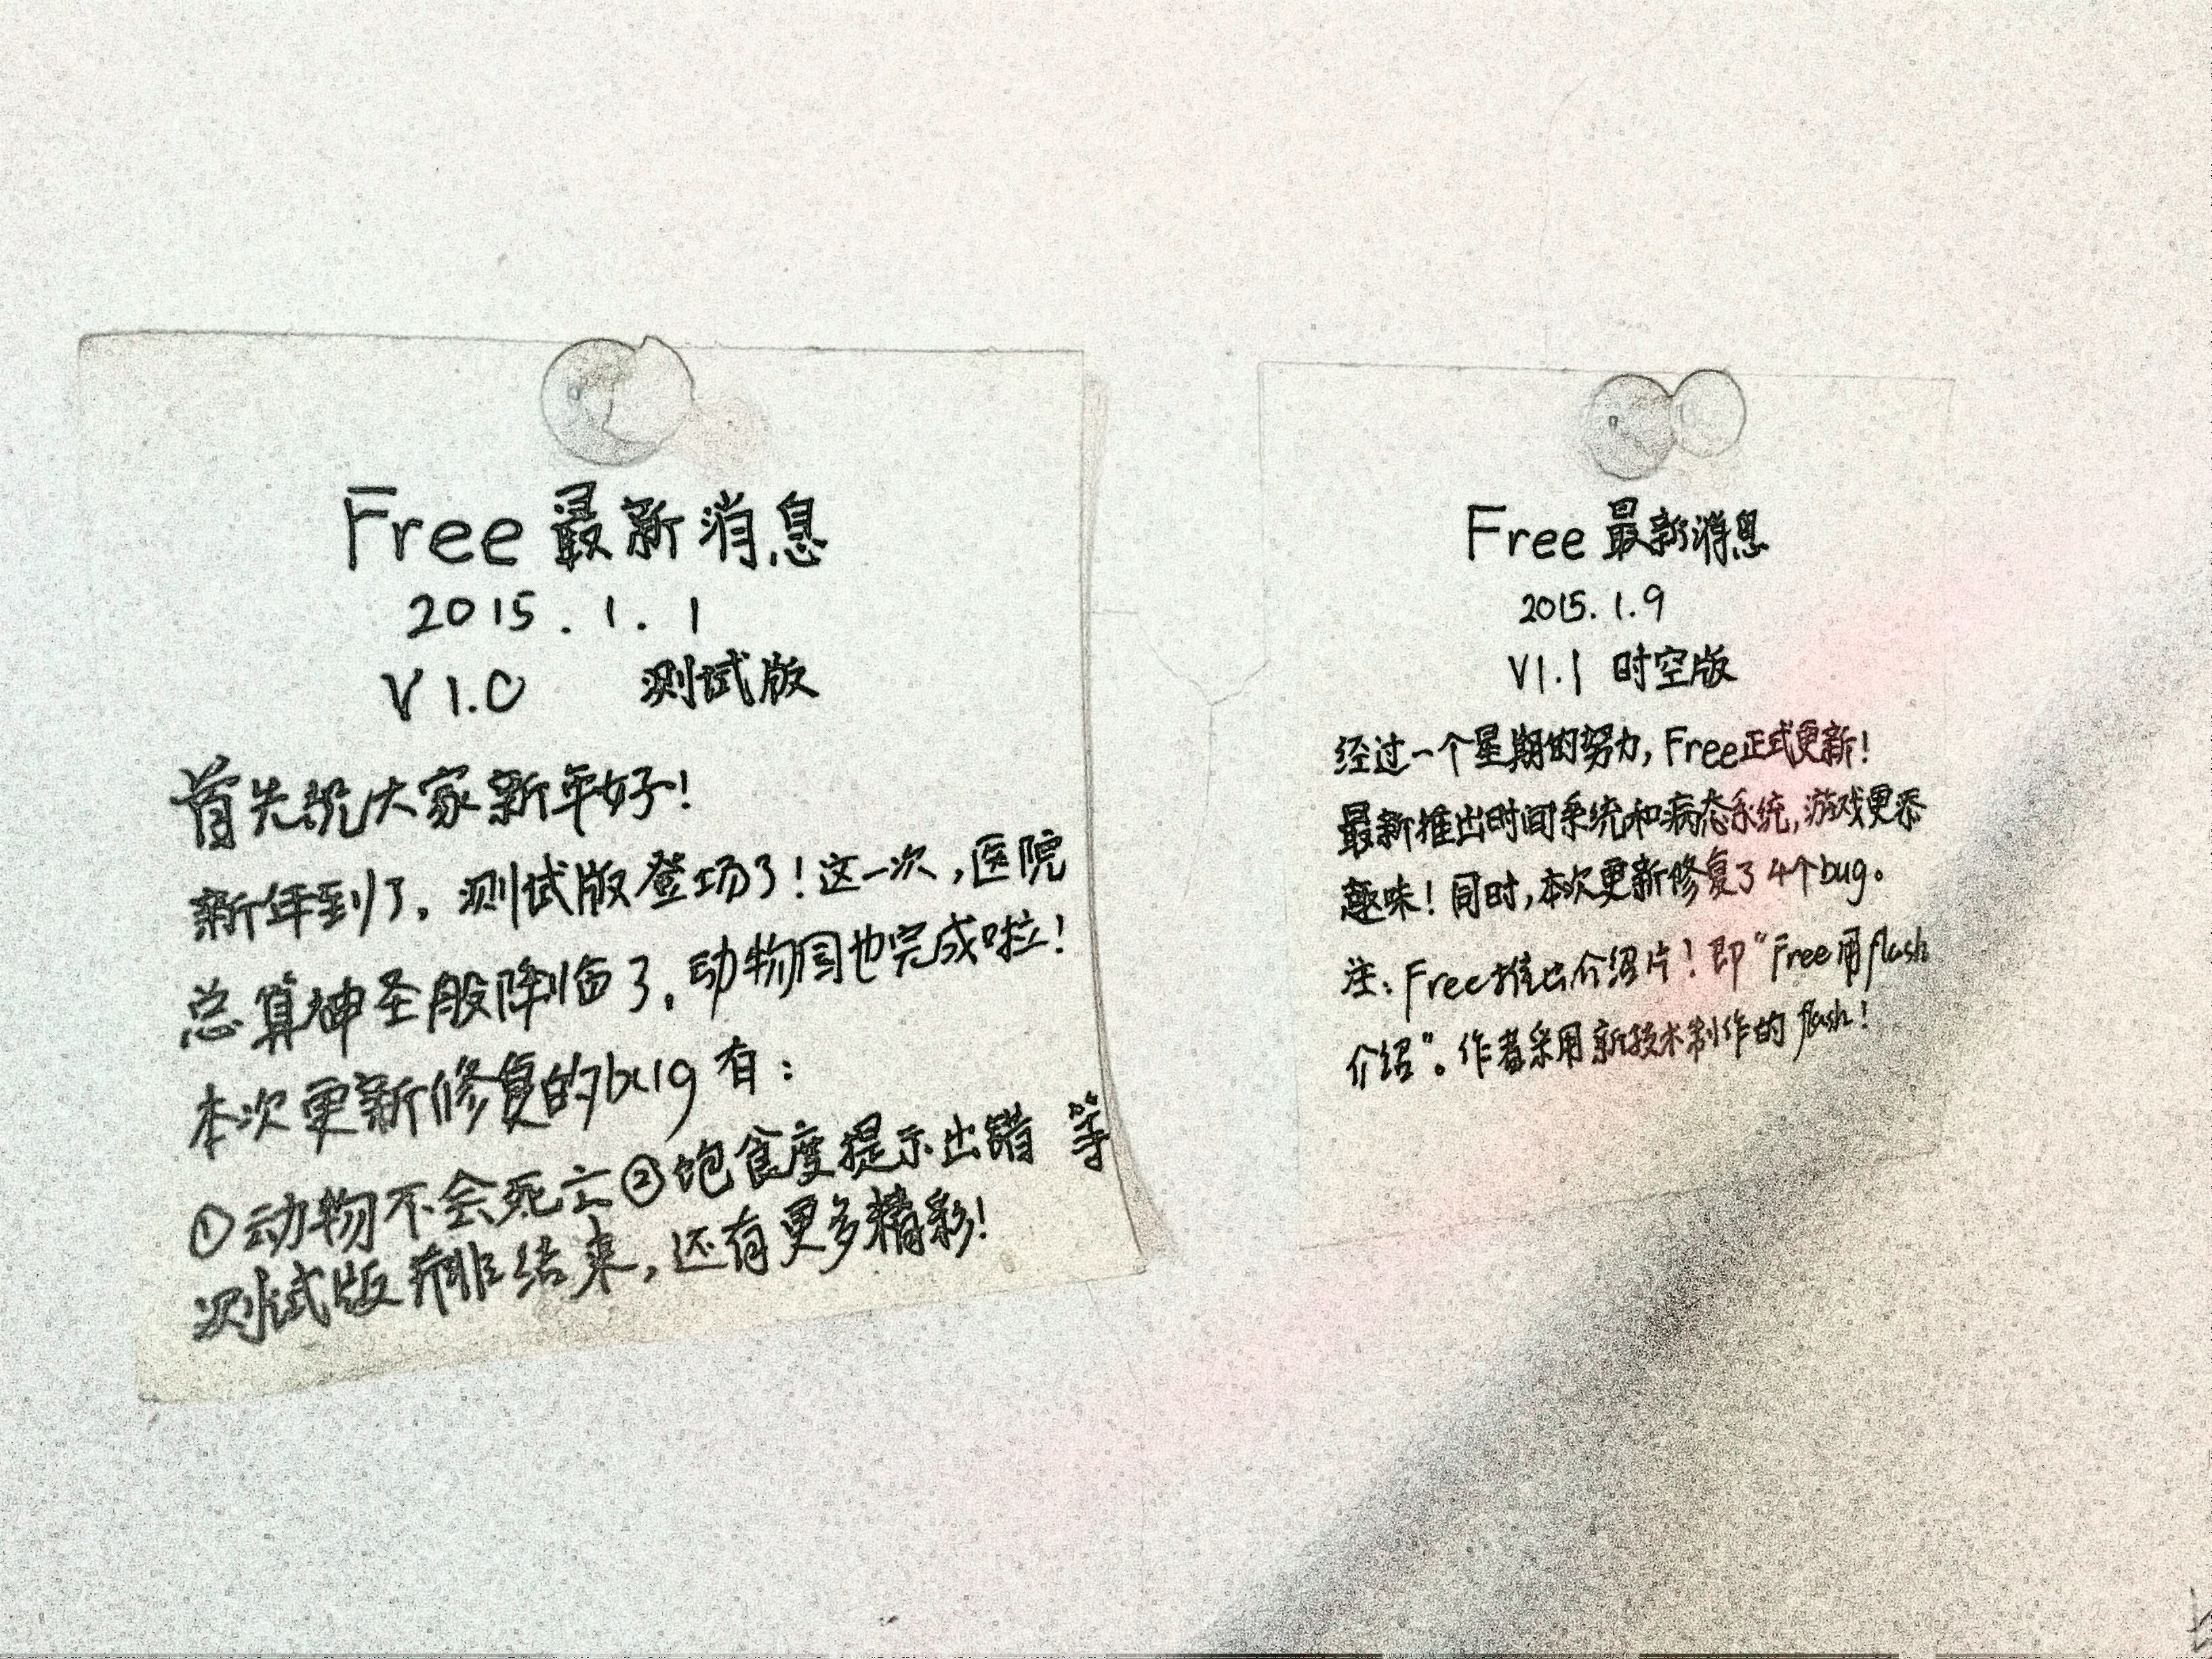 Free 最新消息
2015.1.1
V1.0 测试版
首先祝大家新年好!
新年到了，测试版登场了!这一次,医院
总算神圣般降临了。动物园也完成啦!
本次更新修复的bug有:
①动物不会死亡②饱食度提示出错 等
测试版并非结束,还有更多精彩!
Free 最新消息
2015.1.9
V1.1 时空版
经过一个星期的努力,Free正式更新!
最新推出时间系统和病态系统,游戏更添
趣味!同时,本次更新修复了4个bug。
注:Free推出介绍片!即"Free用flash
介绍"。作者采用新技术制作的flash!